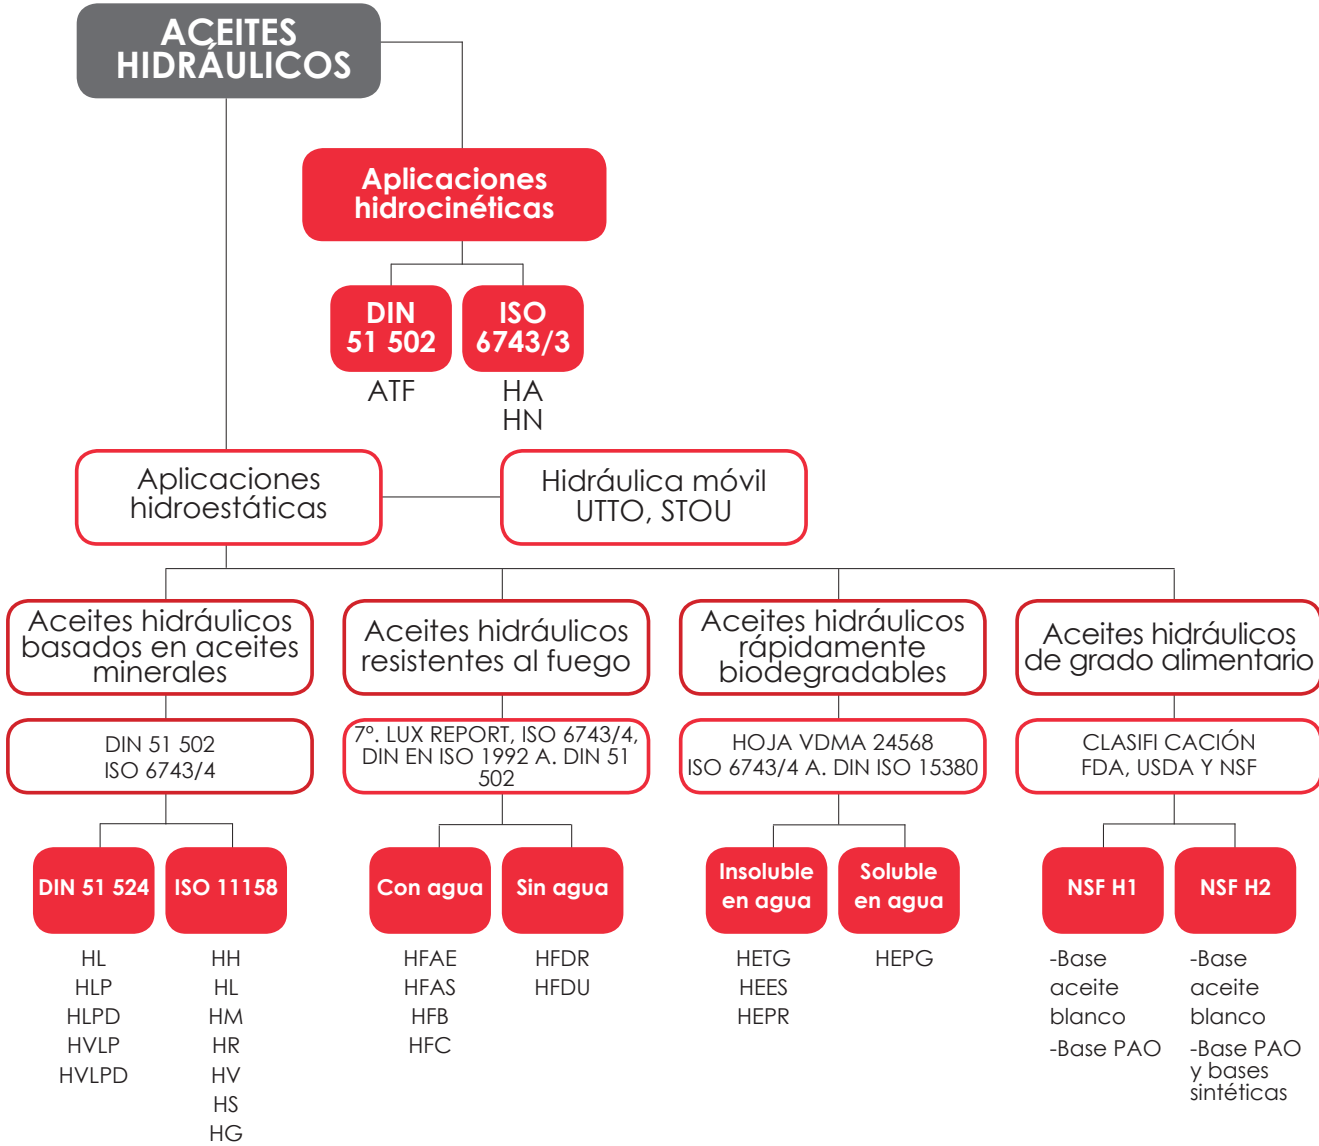 ACEITES
HIDRÁULICOS
Aplicaciones
hidrocinéticas
DIN
51 502
ISO
6743/3
ATF
HA
HN
Aplicaciones
hidroestáticas
Hidráulica móvil
UTTO, STOU
Aceites hidráulicos
basados en aceites
minerales
Aceites hidráulicos
resistentes al fuego
Aceites hidráulicos
rápidamente
biodegradables
Aceites hidráulicos
de grado alimentario
DIN 51 502
ISO 6743/4
7º. LUX REPORT, ISO 6743/4,
DIN EN ISO 1992 A. DIN 51
502
HOJA VDMA 24568
ISO 6743/4 A. DIN ISO 15380
CLASIFI CACIÓN
FDA, USDA Y NSF
DIN 51 524
HL
HLP
HLPD
HVLP
HVLPD
ISO 11158
HH
HL
HM
HR
HV
HS
HG
Con agua
HFAE
HFAS
HFB
HFC
Sin agua
HFDR
HFDU
Insoluble
en agua
HETG
HEES
HEPR
Soluble
en agua
HEPG
NSF H1
-Base
aceite
blanco
-Base PAO
NSF H2
-Base
aceite
blanco
-Base PAO
y bases
sintéticas